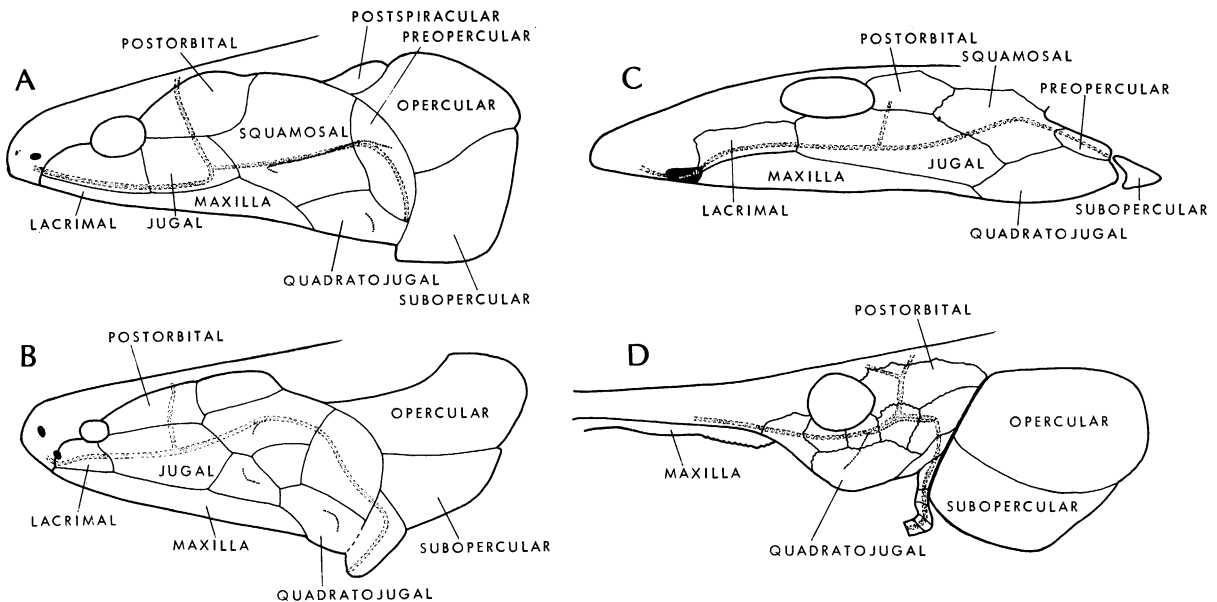 A
POSTORBITAL
POSTSPIRACULAR
PREOPERCULAR
OPERCULAR
SQUAMOSAL
MAXILLA
LACRIMAL
JUGAL
QUADRATOJUGAL
SUBOPERCULAR
C
POSTORBITAL
SQUAMOSAL
PREOPERCULAR
JUGAL
MAXILLA
LACRIMAL
SUBOPERCULAR
QUADRATOJUGAL
B
POSTORBITAL
OPERCULAR
JUGAL
LACRIMAL
MAXILLA
SUBOPERCULAR
QUADRATOJUGAL
D
POSTORBITAL
OPERCULAR
MAXILLA
SUBOPERCULAR
QUADRATOJUGAL